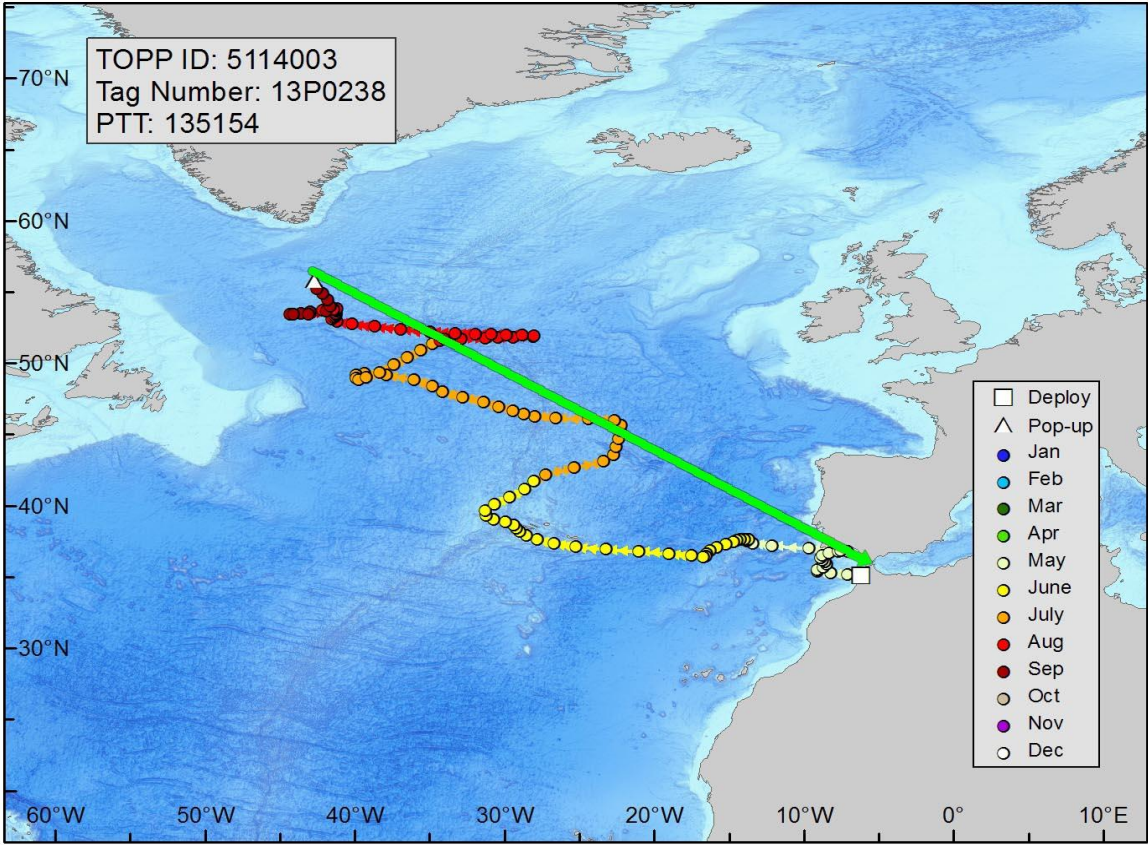 TOPP ID: 5114003
Tag Number: 13P0238
PTT: 135154
70°N
60°N
50°N
40°N
30°N
60°W
50°W
40°W
30°W
20°W
10°W
0°
10°E
Deploy
Pop-up
Jan
Feb
Mar
Apr
May
June
July
Aug
Sep
Oct
Nov
Dec